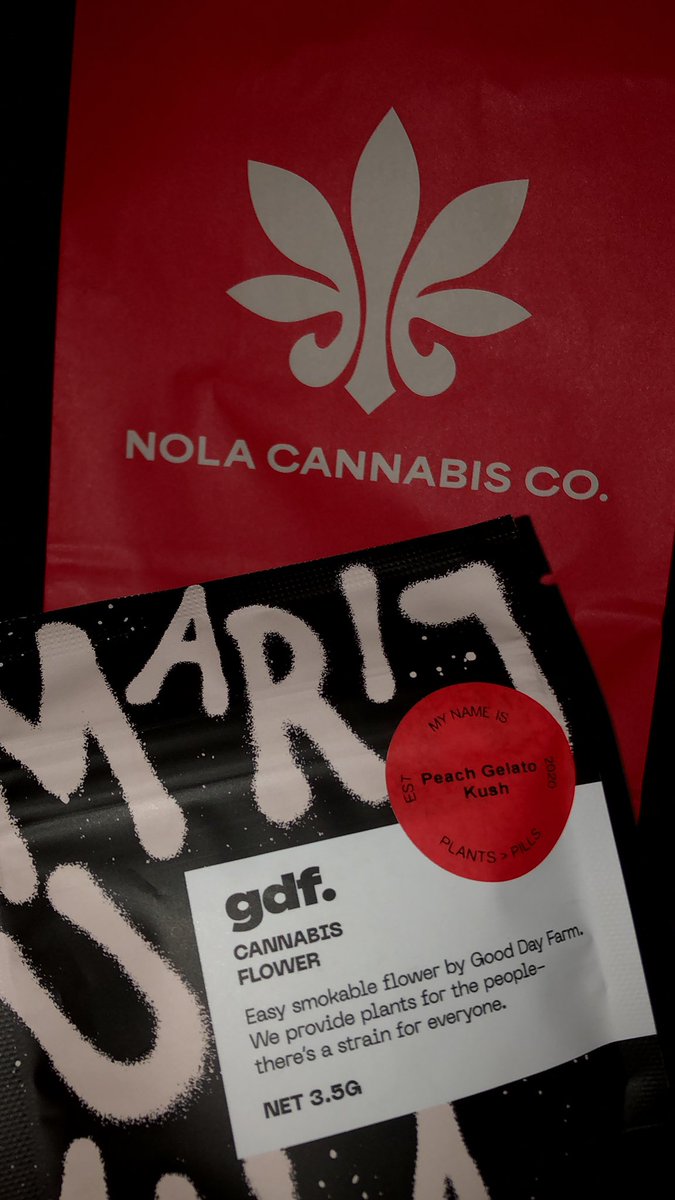 NOLA CANNABIS CO.
MARIJ
U
MY NAME IS
EST
Peach Gelato
Kush
2020
PLANTS > PILLS
gdf.
CANNABIS
FLOWER
Easy smokable flower by Good Day Farm.
We provide plants for the people–
there's a strain for everyone.
NET 3.5G